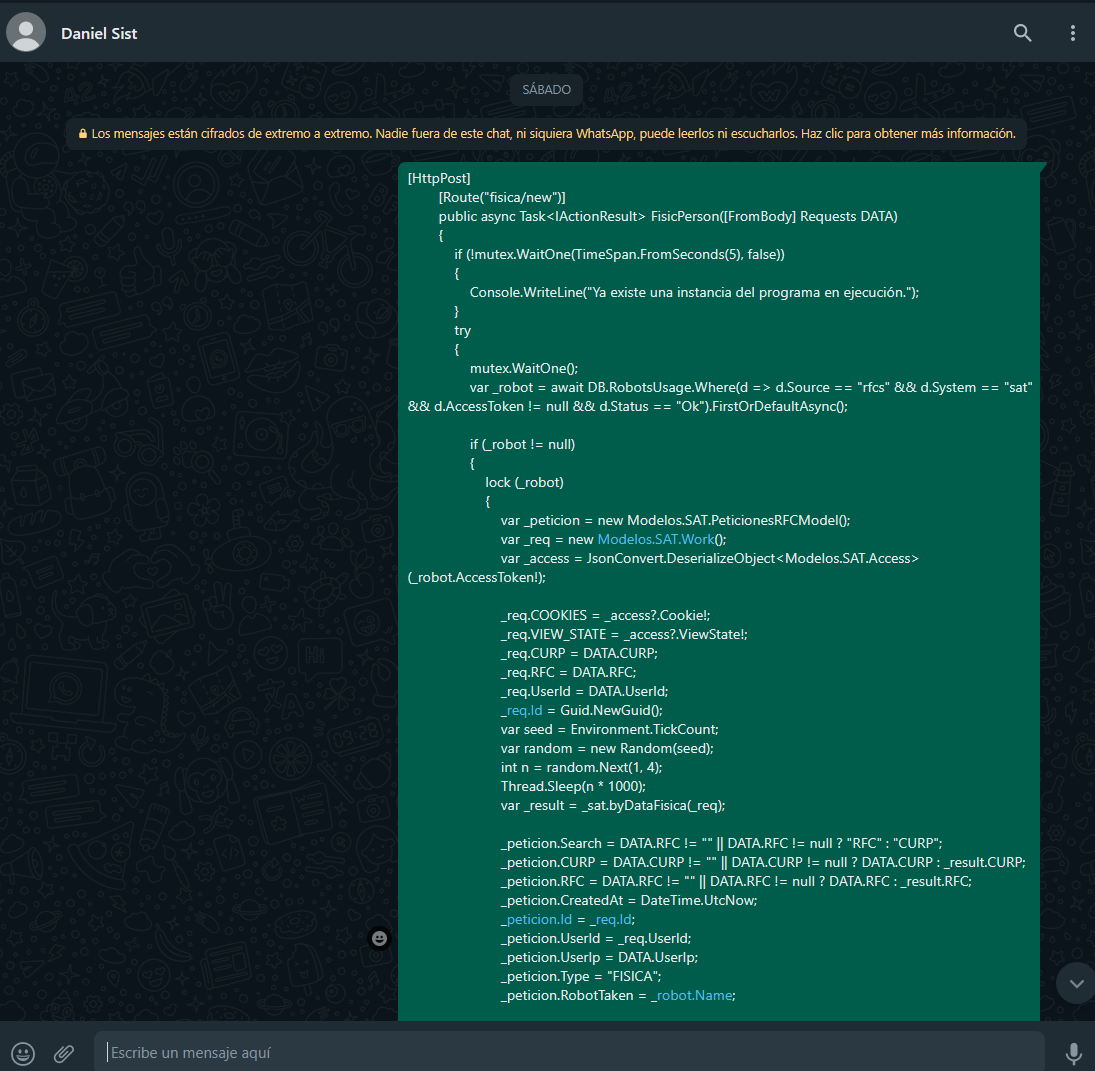 Daniel Sist
SÁBADO
Los mensajes están cifrados de extremo a extremo. Nadie fuera de este chat, ni siquiera WhatsApp, puede leerlos ni escucharlos. Haz clic para obtener más información.
[HttpPost]
[Route("fisica/new")]
public async Task<IActionResult> FisicPerson([FromBody] Requests DATA)
{
if (!mutex.WaitOne(TimeSpan.FromSeconds(5), false))
{
Console.WriteLine("Ya existe una instancia del programa en ejecución.");
}
try
{
mutex.WaitOne();
var _robot = await DB.RobotsUsage.Where(d => d.Source == "rfcs" && d.System == "sat"
&& d.AccessToken != null && d.Status == "Ok").FirstOrDefaultAsync();
if (_robot != null)
{
lock (_robot)
{
var _peticion = new Modelos.SAT.PeticionesRFCModel();
var _req = new Modelos.SAT.Work();
var _access = JsonConvert.DeserializeObject<Modelos.SAT.Access>
(_robot.AccessToken!);
_req.COOKIES = _access?.Cookie!;
_req.VIEW_STATE = _access?.ViewState!;
_req.CURP = DATA.CURP;
_req.RFC = DATA.RFC;
_req.UserId = DATA.UserId;
_req.Id = Guid.NewGuid();
var seed = Environment.TickCount;
var random = new Random(seed);
int n = random.Next(1, 4);
Thread.Sleep(n * 1000);
var _result = _sat.byDataFisica(_req);
_peticion.Search = DATA.RFC != "" || DATA.RFC != null ? "RFC" : "CURP";
_peticion.CURP = DATA.CURP != "" || DATA.CURP != null ? DATA.CURP : _result.CURP;
_peticion.RFC = DATA.RFC != "" || DATA.RFC != null ? DATA.RFC : _result.RFC;
_peticion.CreatedAt = DateTime.UtcNow;
_peticion.Id = _req.Id;
_peticion.UserId = _req.UserId;
_peticion.UserIp = DATA.UserIp;
_peticion.Type = "FISICA";
_peticion.RobotTaken = _robot.Name;
Escribe un mensaje aquí